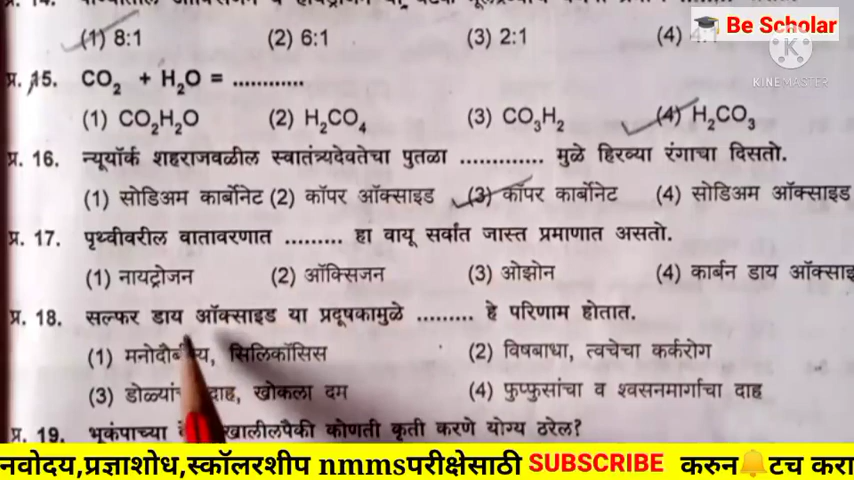 Be Scholar
(1) 8:1 (2) 6:1 (3) 2:1 (4) 4:1
KINEMASTER
प्र. 15. CO₂ + H₂O = ............
(1) CO₂H₂O (2) H₂CO₄ (3) CO₃H₂ (4) H₂CO₃
प्र. 16. न्यूयॉर्क शहराजवळील स्वातंत्र्यदेवतेचा पुतळा ............. मुळे हिरव्या रंगाचा दिसतो.
(1) सोडिअम कार्बोनेट (2) कॉपर ऑक्साइड (3) कॉपर कार्बोनेट (4) सोडिअम ऑक्साइड
प्र. 17. पृथ्वीवरील वातावरणात ......... हा वायू सर्वांत जास्त प्रमाणात असतो.
(1) नायट्रोजन (2) ऑक्सिजन (3) ओझोन (4) कार्बन डाय ऑक्साइ
प्र. 18. सल्फर डाय ऑक्साइड या प्रदूषकामुळे ......... हे परिणाम होतात.
(1) सिलिकॉसिस (2) विषबाधा, त्वचेचा कर्करोग
(3) दाह, खोकला दम (4) फुप्फुसांचा व श्वसनमार्गाचा दाह
प्र. 19. भूकंपाच्या खालीलपैकी कोणती कृती करणे योग्य ठरेल?
नवोदय,प्रज्ञाशोध,स्कॉलरशीप nmmsपरीक्षेसाठी SUBSCRIBE करुन🔔टच करा